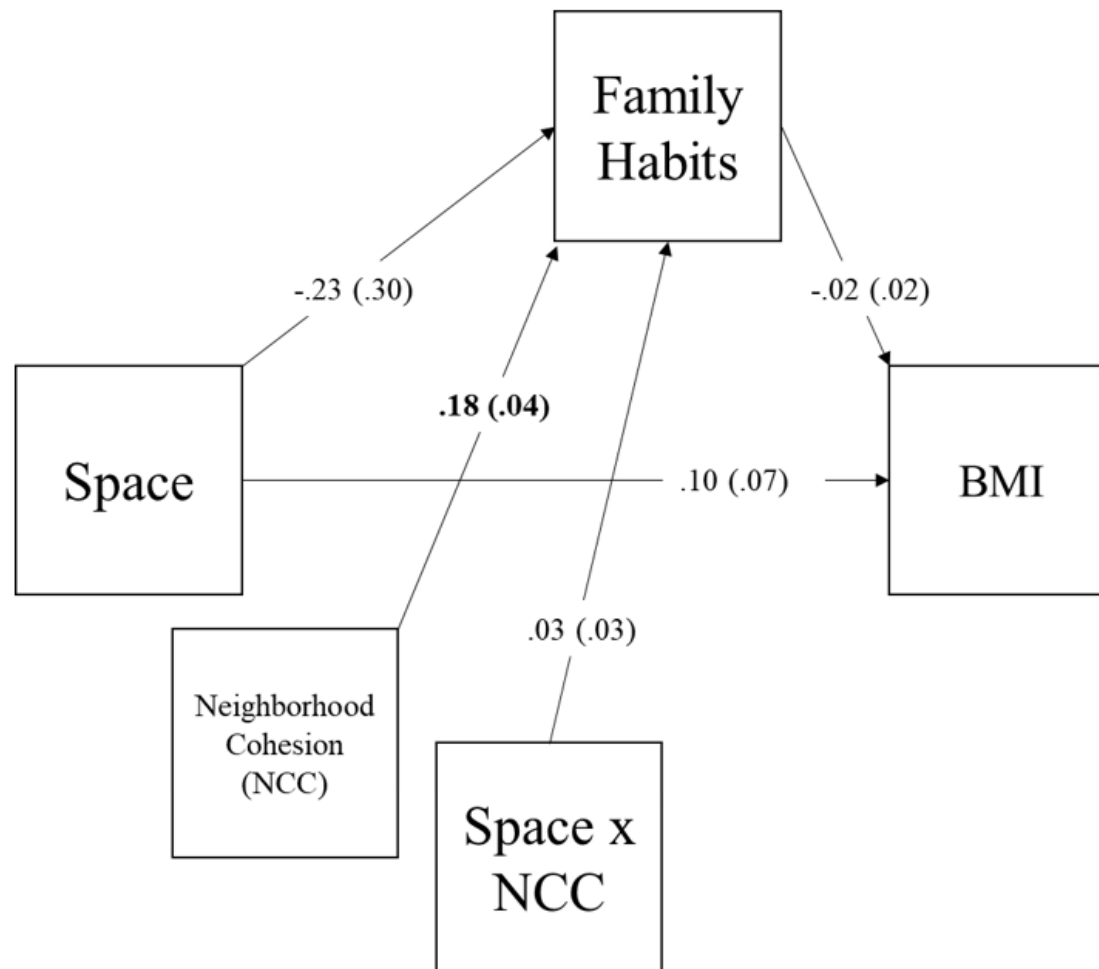 Family
Habits
-.23 (.30)
-.02 (.02)
.18 (.04)
Space
.10 (.07)
BMI
.03 (.03)
Neighborhood
Cohesion
(NCC)
Space x
NCC